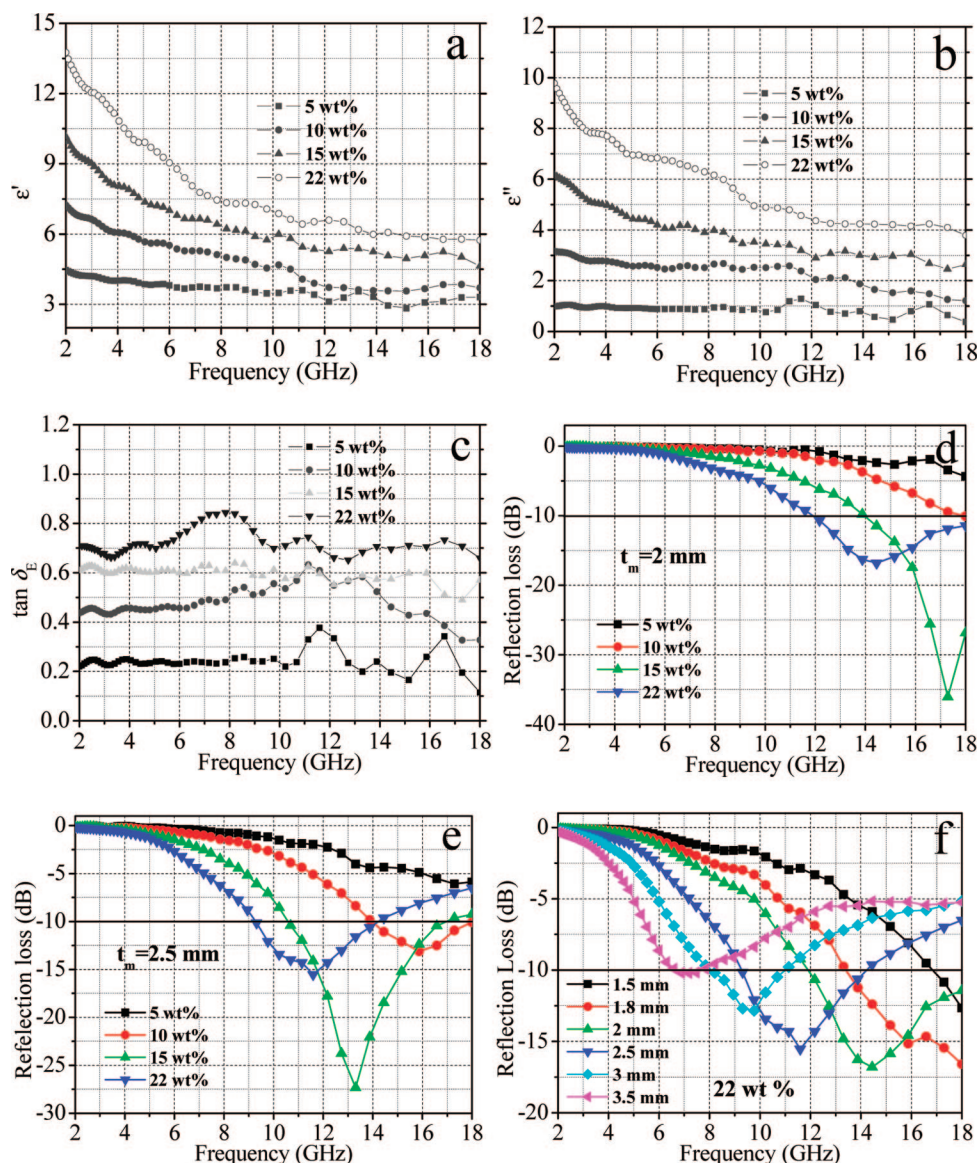 a
15
12
9
6
3
ε'
5 wt%
10 wt%
15 wt%
22 wt%
2 4 6 8 10 12 14 16 18
Frequency (GHz)
b
12
10
8
6
4
2
0
ε"
5 wt%
10 wt%
15 wt%
22 wt%
2 4 6 8 10 12 14 16 18
Frequency (GHz)
c
1.2
1.0
0.8
0.6
0.4
0.2
0.0
tan δE
5 wt%
10 wt%
15 wt%
22 wt%
2 4 6 8 10 12 14 16 18
Frequency (GHz)
d
0
-10
-20
-30
-40
Reflection loss (dB)
tm=2 mm
5 wt%
10 wt%
15 wt%
22 wt%
2 4 6 8 10 12 14 16 18
Frequency (GHz)
e
0
-5
-10
-15
-20
-25
-30
Refelection loss (dB)
tm=2.5 mm
5 wt%
10 wt%
15 wt%
22 wt%
2 4 6 8 10 12 14 16 18
Frequency (GHz)
f
0
-5
-10
-15
-20
Reflection Loss (dB)
1.5 mm
1.8 mm
2 mm
2.5 mm
3 mm
3.5 mm
22 wt %
2 4 6 8 10 12 14 16 18
Frequency (GHz)